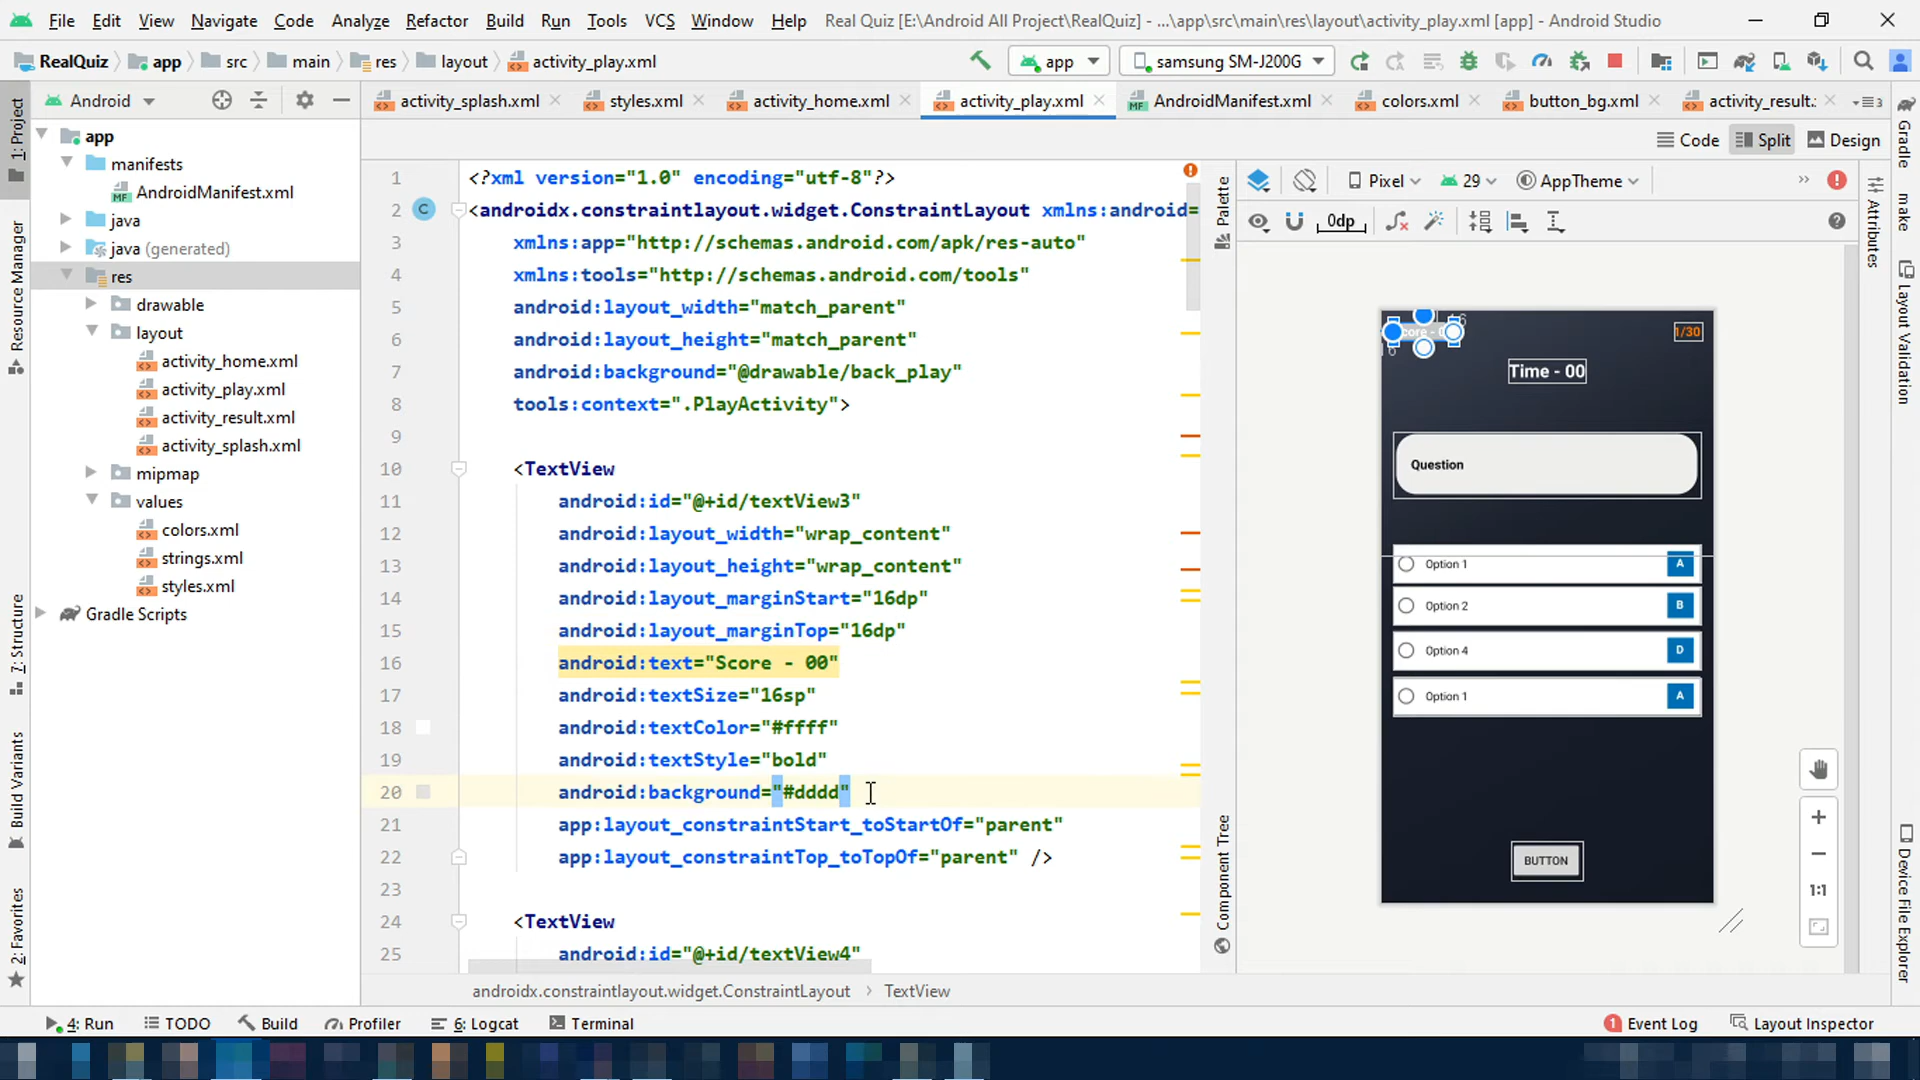 File Edit View Navigate Code Analyze Refactor Build Run Tools VCS Window Help Real Quiz [E:\Android All Project\RealQuiz] - ...\app\src\main\res\layout\activity_play.xml [app] - Android Studio
RealQuiz app src main res layout activity_play.xml app samsung SM-J200G
Android
activity_splash.xml styles.xml activity_home.xml activity_play.xml AndroidManifest.xml colors.xml button_bg.xml activity_result.
Code Split Design
1: Project
Resource Manager
7: Structure
Build Variants
2: Favorites
app
manifests
AndroidManifest.xml
java
java (generated)
res
drawable
layout
activity_home.xml
activity_play.xml
activity_result.xml
activity_splash.xml
mipmap
values
colors.xml
strings.xml
styles.xml
Gradle Scripts
1 <?xml version="1.0" encoding="utf-8"?>
2 <androidx.constraintlayout.widget.ConstraintLayout xmlns:android=
3 xmlns:app="http://schemas.android.com/apk/res-auto"
4 xmlns:tools="http://schemas.android.com/tools"
5 android:layout_width="match_parent"
6 android:layout_height="match_parent"
7 android:background="@drawable/back_play"
8 tools:context=".PlayActivity">
9
10 <TextView
11 android:id="@+id/textView3"
12 android:layout_width="wrap_content"
13 android:layout_height="wrap_content"
14 android:layout_marginStart="16dp"
15 android:layout_marginTop="16dp"
16 android:text="Score - 00"
17 android:textSize="16sp"
18 android:textColor="#ffff"
19 android:textStyle="bold"
20 android:background="#dddd"
21 app:layout_constraintStart_toStartOf="parent"
22 app:layout_constraintTop_toTopOf="parent" />
23
24 <TextView
25 android:id="@+id/textView4"
androidx.constraintlayout.widget.ConstraintLayout TextView
Palette
Component Tree
Pixel 29 AppTheme
0dp
1/30
Time - 00
Question
Option 1 A
Option 2 B
Option 4 D
Option 1 A
BUTTON
1:1
Attributes
Gradle
make
Layout Validation
Device File Explorer
4: Run TODO Build Profiler 6: Logcat Terminal 1 Event Log Layout Inspector